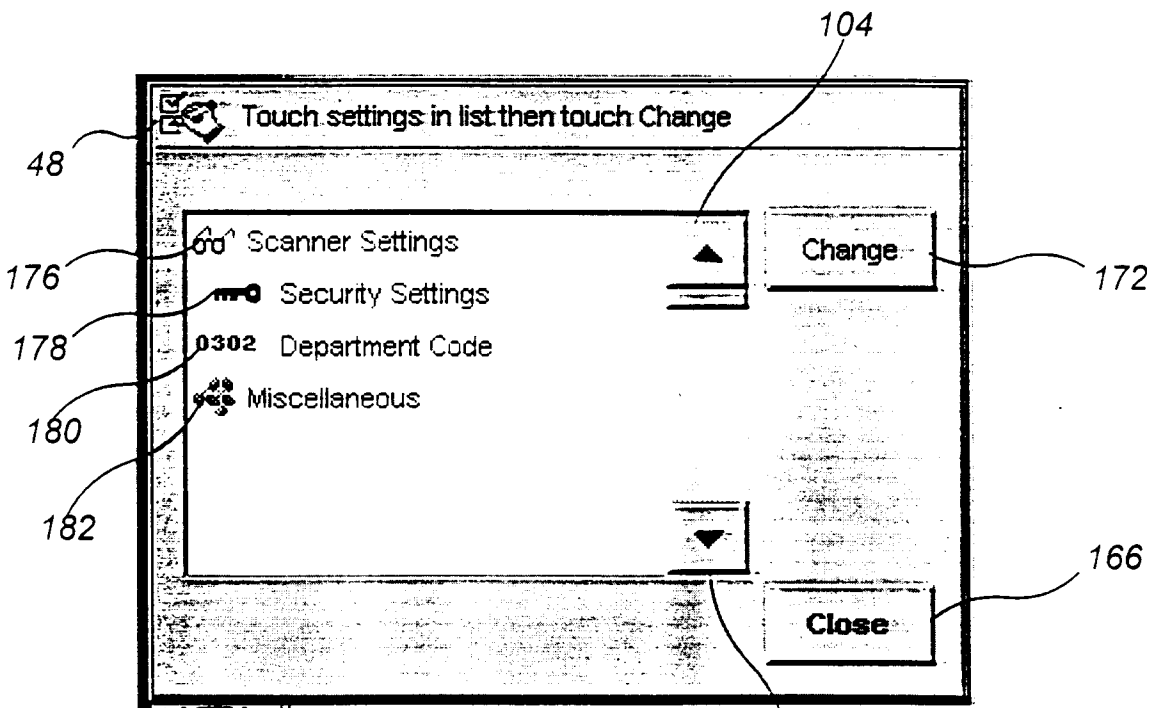 104
Touch settings in list then touch Change
48
Scanner Settings
Change
176
172
Security Settings
178
0302 Department Code
Miscellaneous
180
182
166
Close